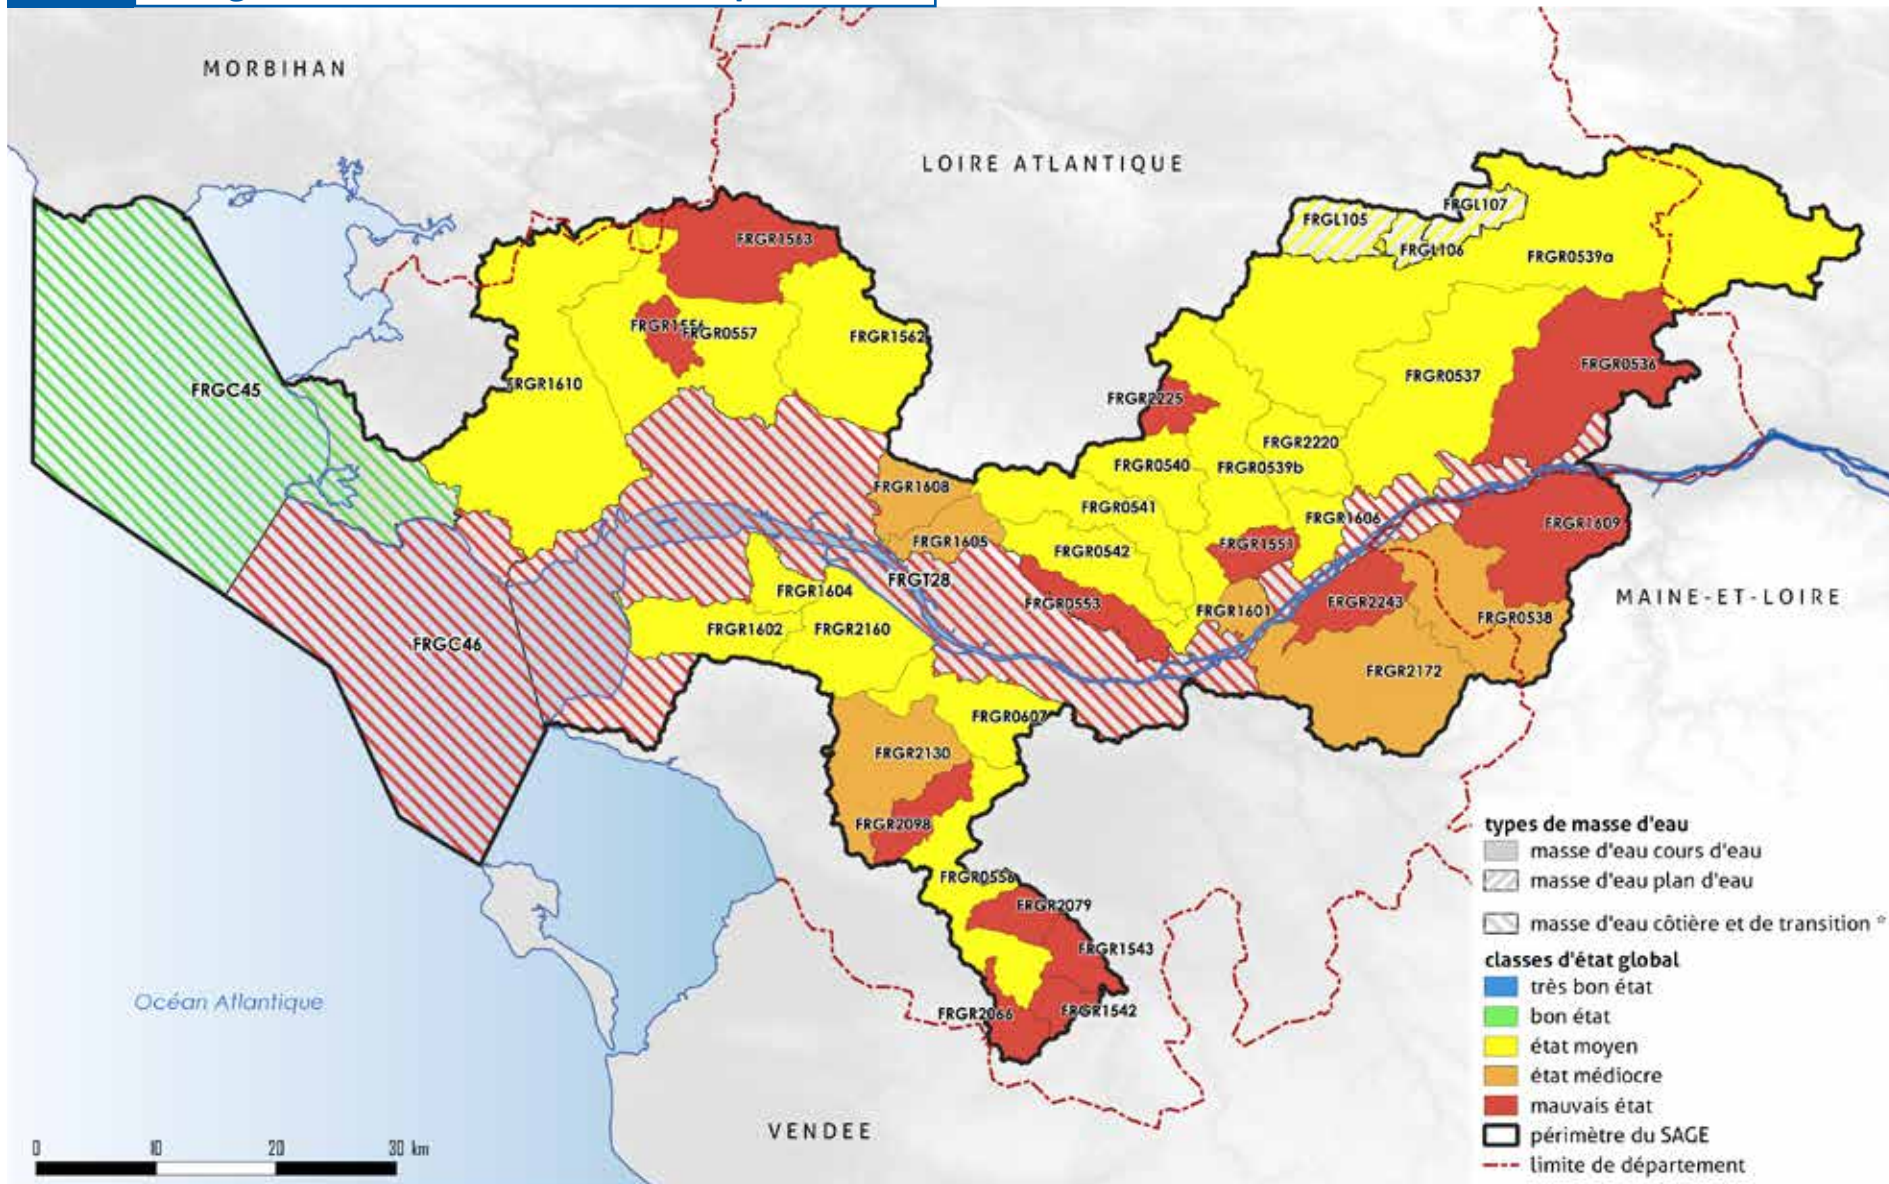 MORBIHAN
LOIRE ATLANTIQUE
FRGR1563
FRGL105
FRGL107
FRGL106
FRGR0539a
FRGR0557
FRGR1562
FRGC45
FRGR1610
FRGR0537
FRGR0536
FRGR2225
FRGR2220
FRGR0540
FRGR0539b
FRGR1608
FRGR0541
FRGR1606
FRGR1609
FRGR1605
FRGR0542
FRGR1551
FRGT28
FRGR1604
FRGR0553
FRGR1601
FRGR2243
MAINE-ET-LOIRE
FRGC46
FRGR1602
FRGR2160
FRGR0538
FRGR2172
FRGR0607
FRGR2130
FRGR2098
FRGR0556
FRGR2079
FRGR1543
FRGR2066
FRGR1542
Océan Atlantique
VENDEE
0 10 20 30 km
types de masse d'eau
masse d'eau cours d'eau
masse d'eau plan d'eau
masse d'eau côtière et de transition *
classes d'état global
très bon état
bon état
état moyen
état médiocre
mauvais état
périmètre du SAGE
limite de département